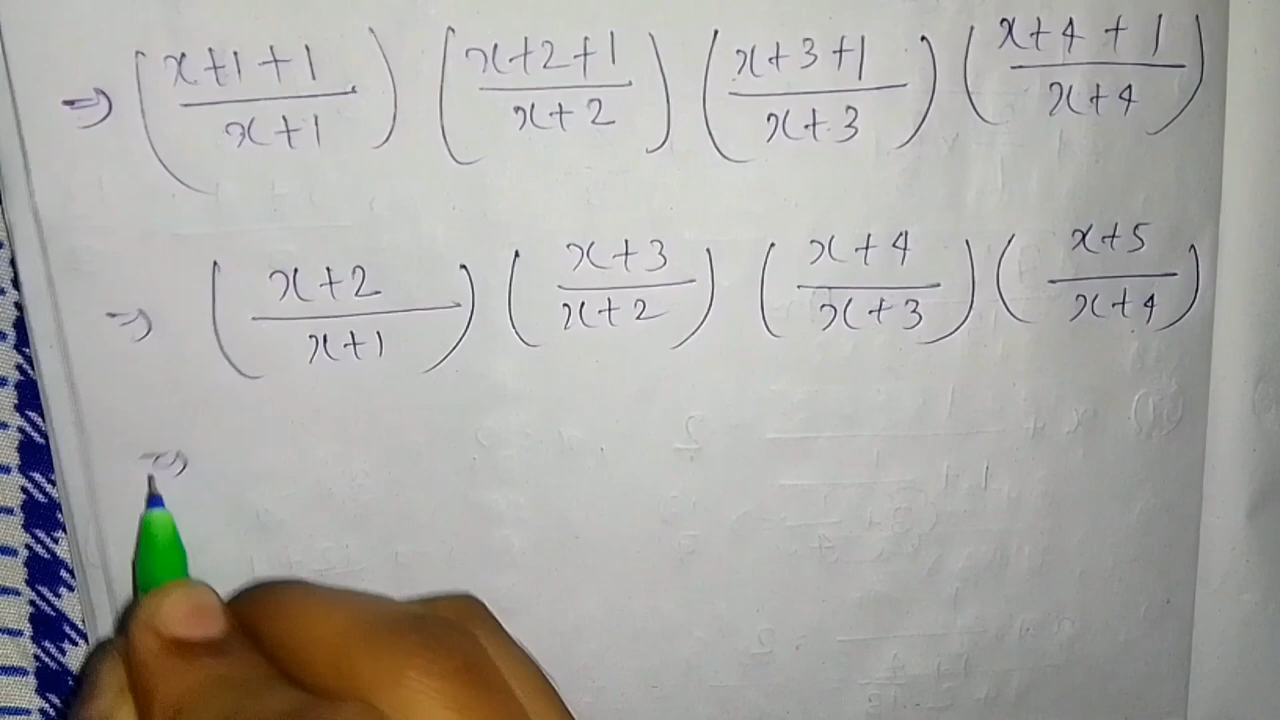 ⇒ ((x+1+1)/(x+1)) ((x+2+1)/(x+2)) ((x+3+1)/(x+3)) ((x+4+1)/(x+4))
⇒ ((x+2)/(x+1)) ((x+3)/(x+2)) ((x+4)/(x+3)) ((x+5)/(x+4))
⇒